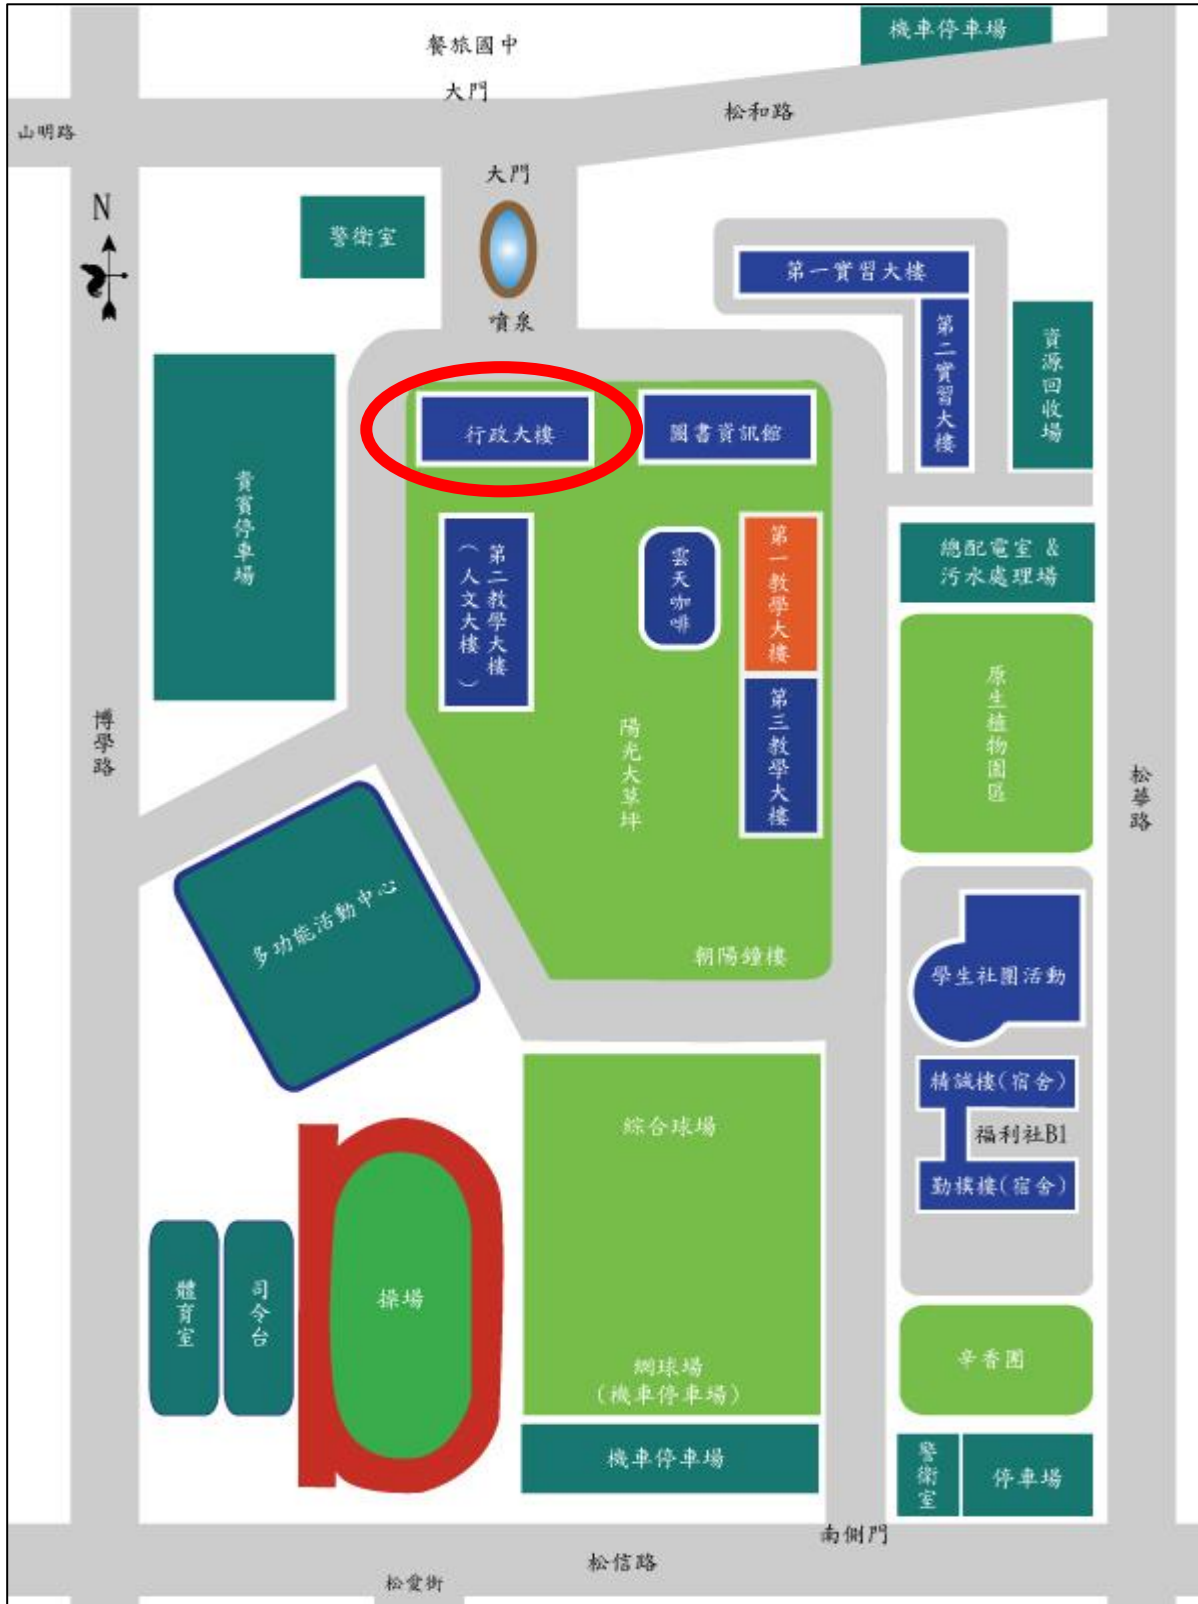 機車停車場
餐旅國中
大門
松和路
山明路
大門
N
警衛室
噴泉
第一實習大樓
第二實習大樓
資源回收場
行政大樓
圖書資訊館
貴賓停車場
第二教學大樓
（人文大樓）
雲天咖啡
第一教學大樓
總配電室 &
污水處理場
第三教學大樓
原生植物園區
陽光大草坪
博學路
松華路
多功能活動中心
朝陽鐘樓
學生社團活動
精誠樓(宿舍)
福利社B1
勤樸樓(宿舍)
綜合球場
體育室
司令台
操場
網球場
(機車停車場)
辛香園
機車停車場
警衛室
停車場
南側門
松信路
松愛街